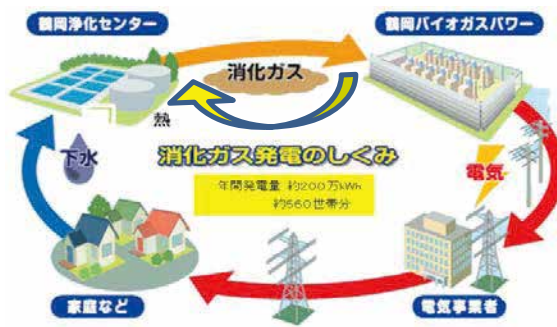 鶴岡浄化センター
鶴岡バイオガスパワー
消化ガス
熱
下水
消化ガス発電のしくみ
電気
年間発電量 約200万kWh
約560世帯分
家庭など
電気事業者